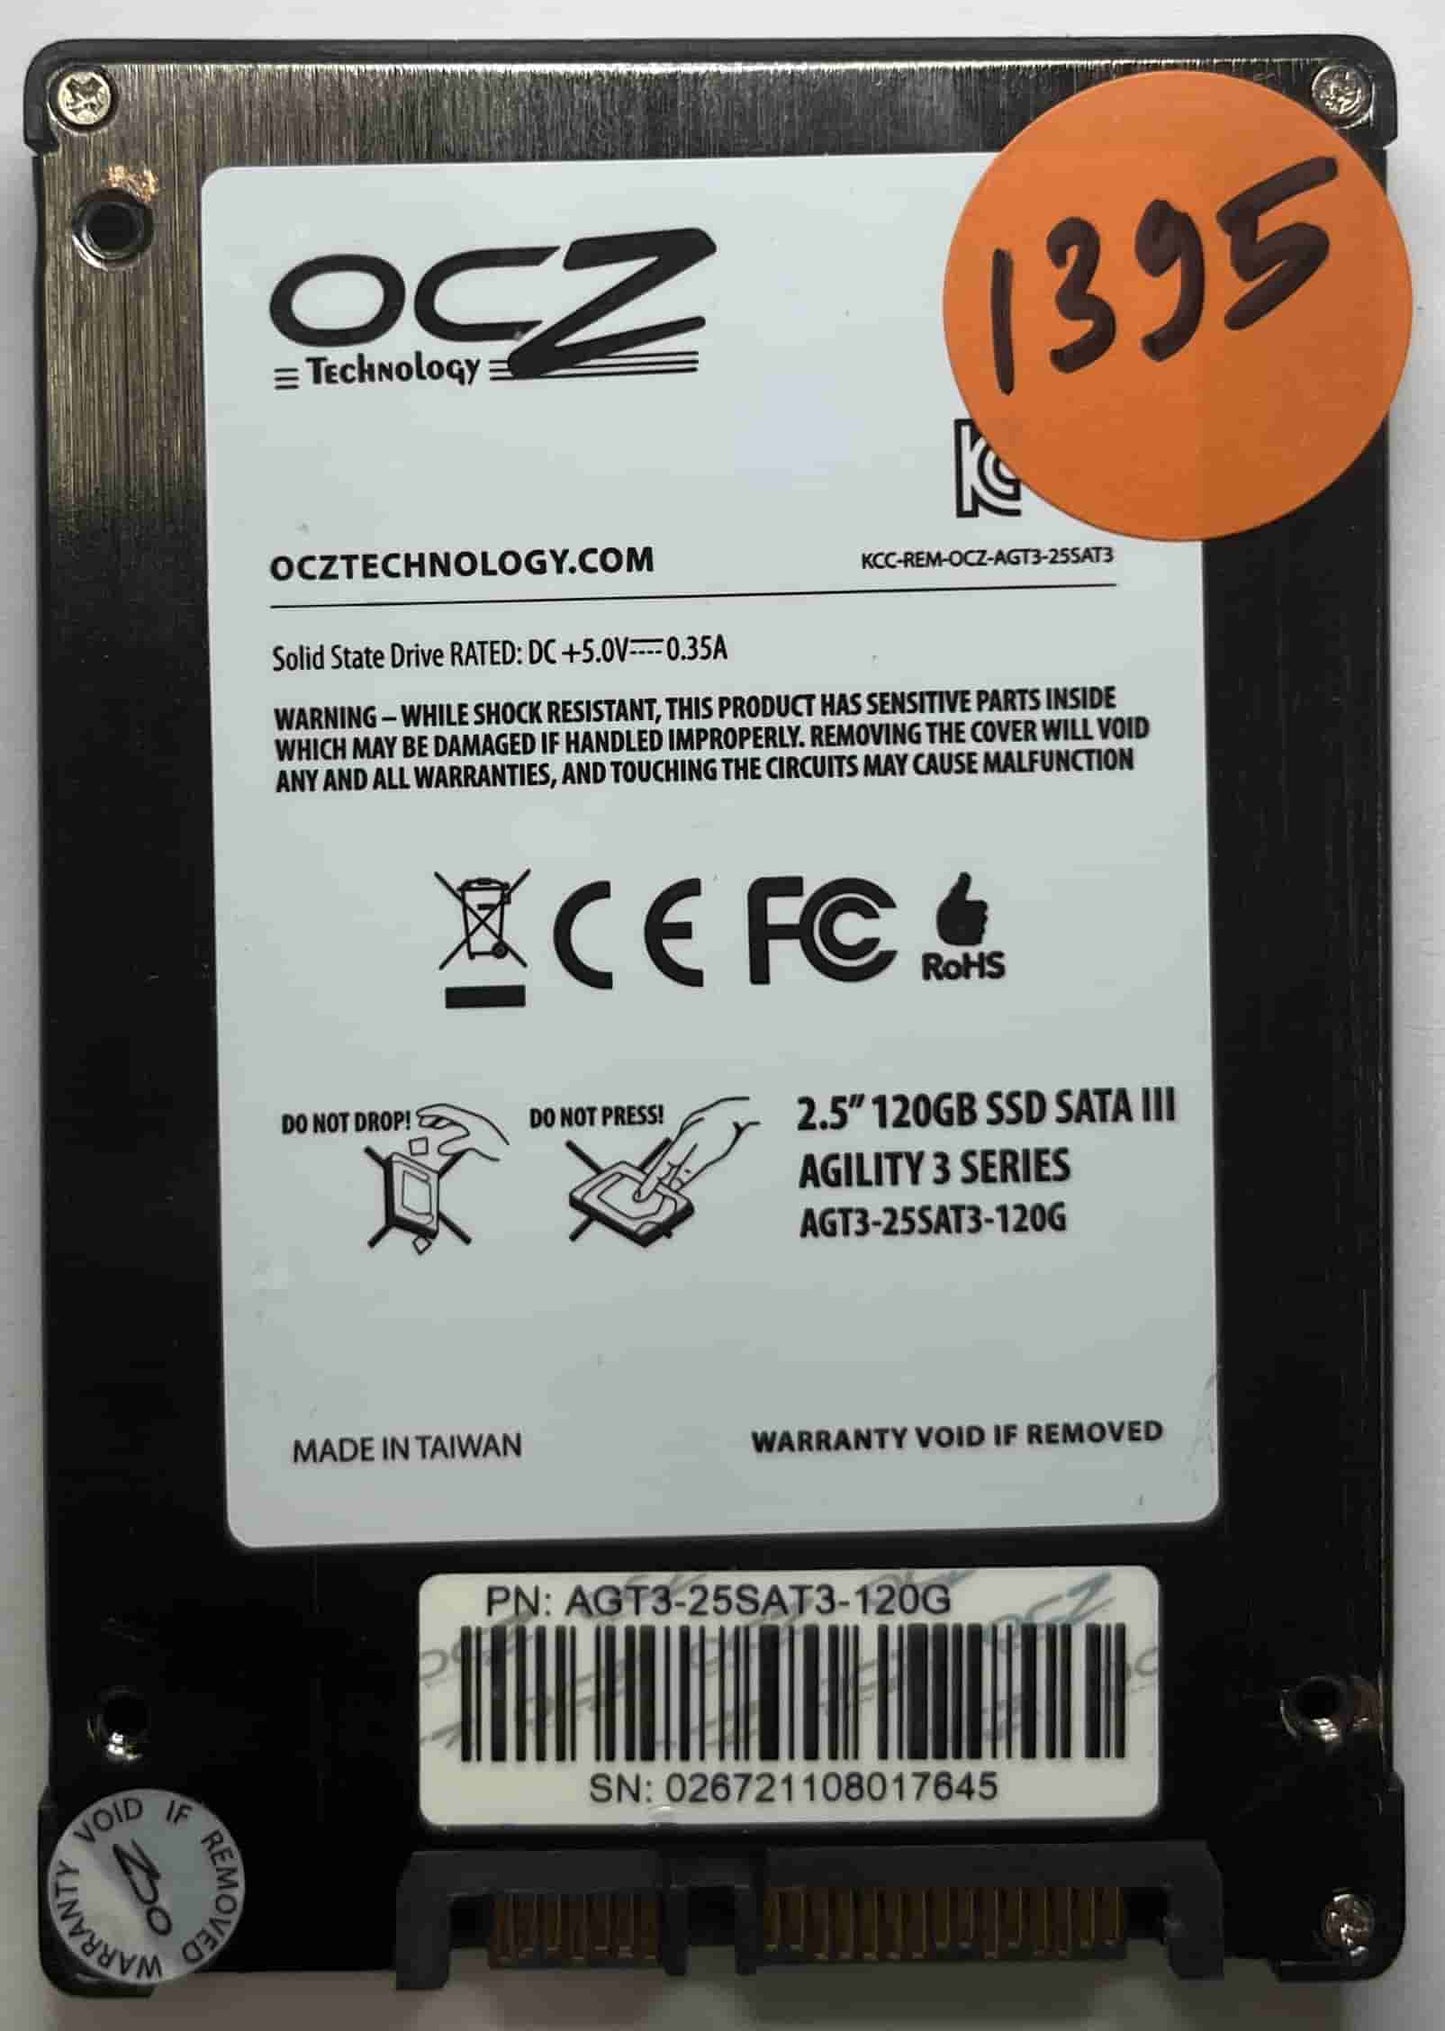 OCZ
Technology
1395
KC
OCZTECHNOLOGY.COM
KCC-REM-OCZ-AGT3-25SAT3
Solid State Drive RATED: DC +5.0V⎓0.35A
WARNING – WHILE SHOCK RESISTANT, THIS PRODUCT HAS SENSITIVE PARTS INSIDE
WHICH MAY BE DAMAGED IF HANDLED IMPROPERLY. REMOVING THE COVER WILL VOID
ANY AND ALL WARRANTIES, AND TOUCHING THE CIRCUITS MAY CAUSE MALFUNCTION
CE FC
RoHS
DO NOT DROP!
DO NOT PRESS!
2.5” 120GB SSD SATA III
AGILITY 3 SERIES
AGT3-25SAT3-120G
MADE IN TAIWAN
WARRANTY VOID IF REMOVED
PN: AGT3-25SAT3-120G
SN: 026721108017645
WARRANTY VOID IF REMOVED